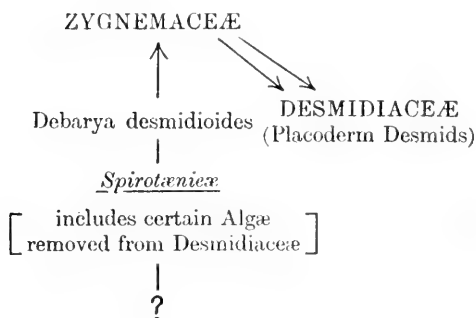 ZYGNEMACEÆ
Debarya desmidioides
DESMIDIACEÆ
(Placoderm Desmids)
Spirotænieæ
[ includes certain Algæ
removed from Desmidiaceæ ]
?